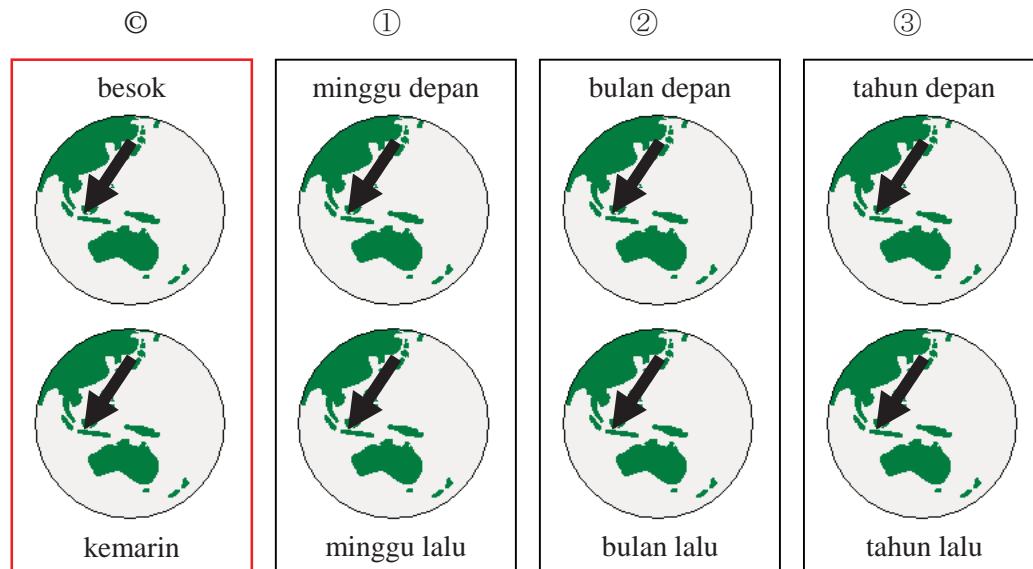 © ① ② ③
besok minggu depan bulan depan tahun depan
kemarin minggu lalu bulan lalu tahun lalu